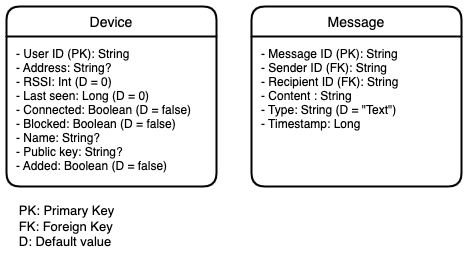 Device
- User ID (PK): String
- Address: String?
- RSSI: Int (D = 0)
- Last seen: Long (D = 0)
- Connected: Boolean (D = false)
- Blocked: Boolean (D = false)
- Name: String?
- Public key: String?
- Added: Boolean (D = false)
Message
- Message ID (PK): String
- Sender ID (FK): String
- Recipient ID (FK): String
- Content : String
- Type: String (D = "Text")
- Timestamp: Long
PK: Primary Key
FK: Foreign Key
D: Default value